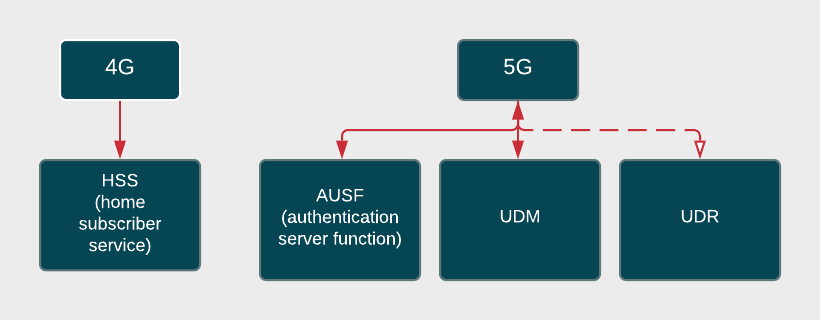 4G
5G
HSS
(home
subscriber
service)
AUSF
(authentication
server function)
UDM
UDR